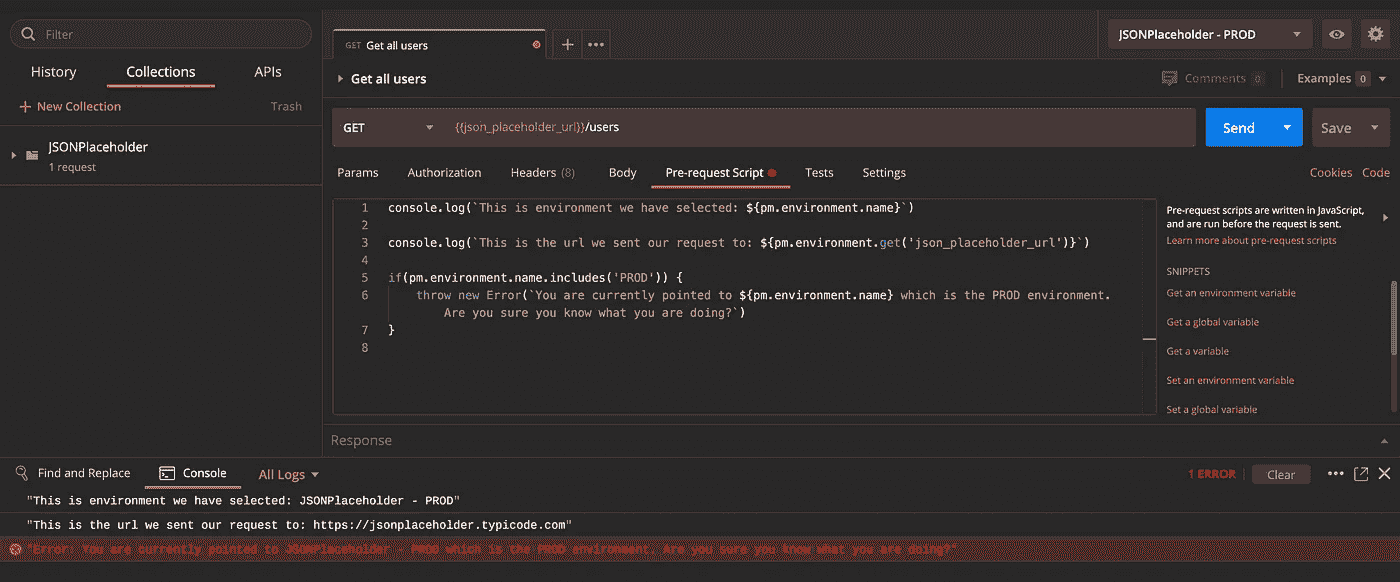 Filter
History Collections APIs
+ New Collection Trash
JSONPlaceholder
1 request
GET Get all users
JSONPlaceholder - PROD
Get all users
Comments 0 Examples 0
GET {{json_placeholder_url}}/users Send Save
Params Authorization Headers (8) Body Pre-request Script Tests Settings Cookies Code
1 console.log(`This is environment we have selected: ${pm.environment.name}`)
2
3 console.log(`This is the url we sent our request to: ${pm.environment.get('json_placeholder_url')}`)
4
5 if(pm.environment.name.includes('PROD')) {
6 throw new Error(`You are currently pointed to ${pm.environment.name} which is the PROD environment.
Are you sure you know what you are doing?`)
7 }
8
Pre-request scripts are written in JavaScript,
and are run before the request is sent.
Learn more about pre-request scripts
SNIPPETS
Get an environment variable
Get a global variable
Get a variable
Set an environment variable
Set a global variable
Response
Find and Replace Console All Logs 1 ERROR Clear
"This is environment we have selected: JSONPlaceholder - PROD"
"This is the url we sent our request to: https://jsonplaceholder.typicode.com"
"Error: You are currently pointed to JSONPlaceholder - PROD which is the PROD environment. Are you sure you know what you are doing?"